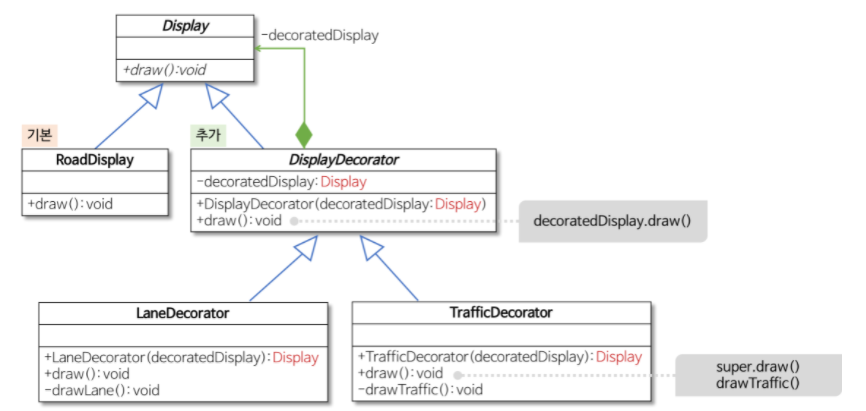 Display
-decoratedDisplay
+draw():void
기본
추가
RoadDisplay
+draw(): void
DisplayDecorator
-decoratedDisplay: Display
+DisplayDecorator(decoratedDisplay: Display)
+draw(): void
decoratedDisplay.draw()
LaneDecorator
+LaneDecorator(decoratedDisplay): Display
+draw(): void
-drawLane(): void
TrafficDecorator
+TrafficDecorator(decoratedDisplay): Display
+draw(): void
-drawTraffic(): void
super.draw()
drawTraffic()